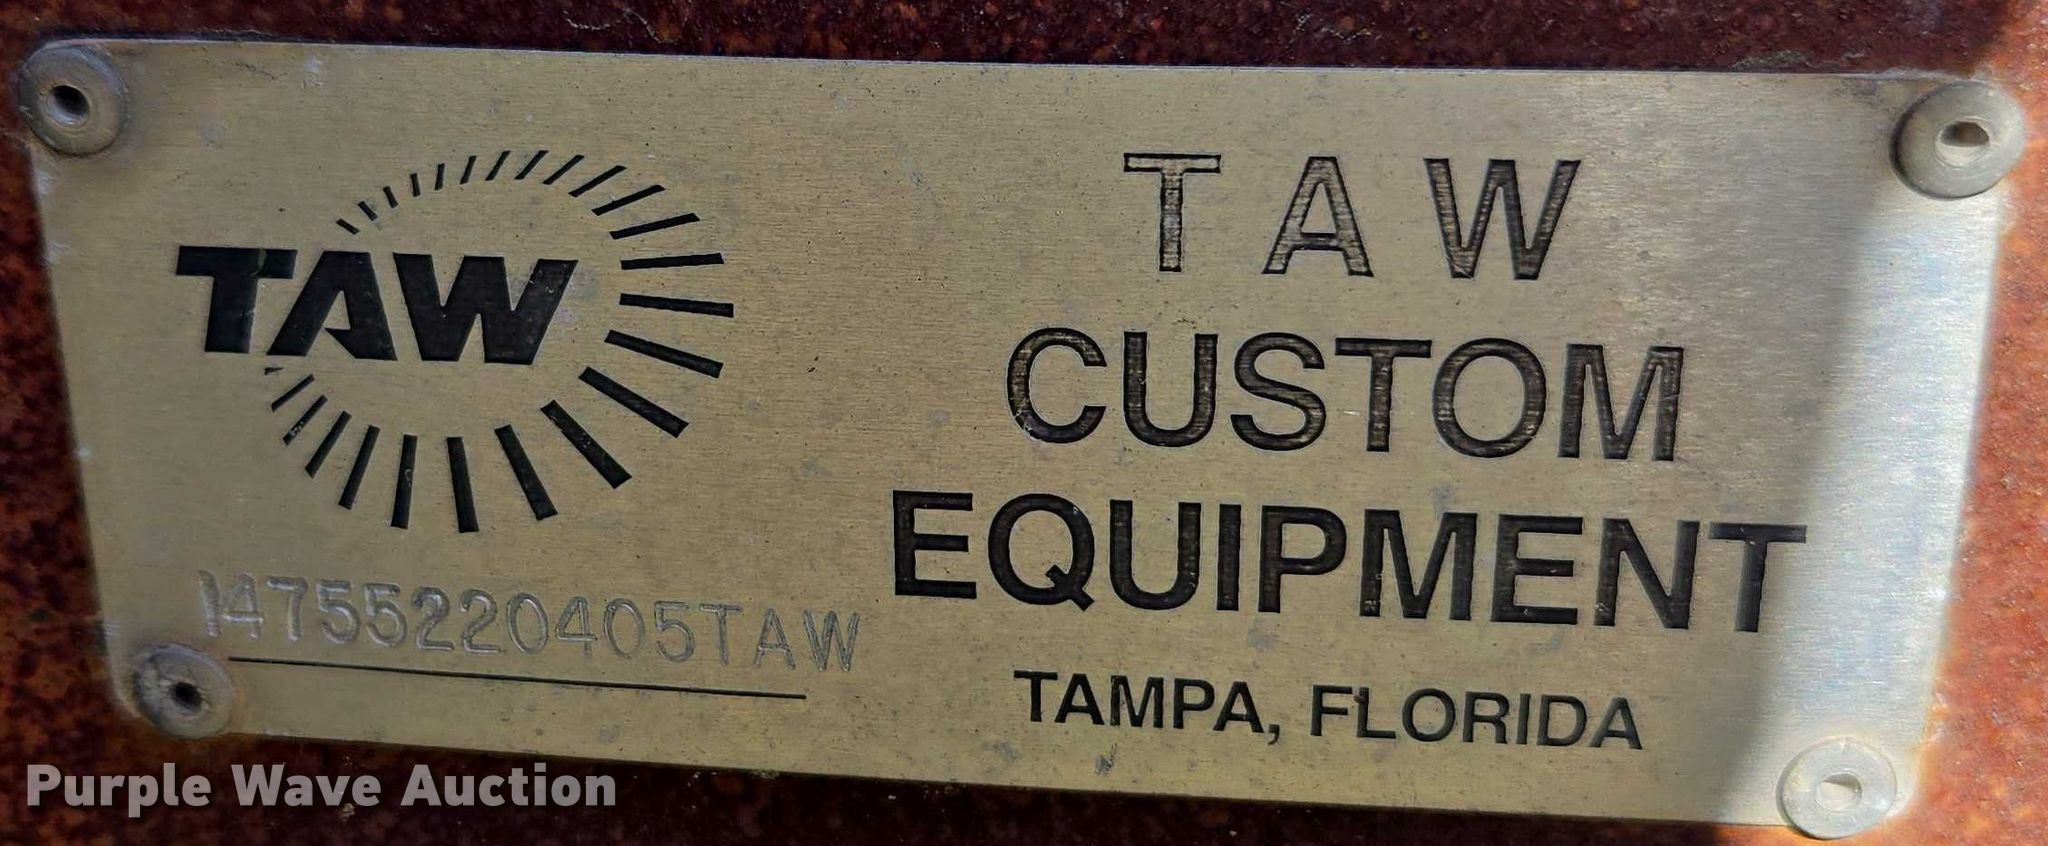 TAW
14755220405TAW
TAW
CUSTOM
EQUIPMENT
TAMPA, FLORIDA
Purple Wave Auction